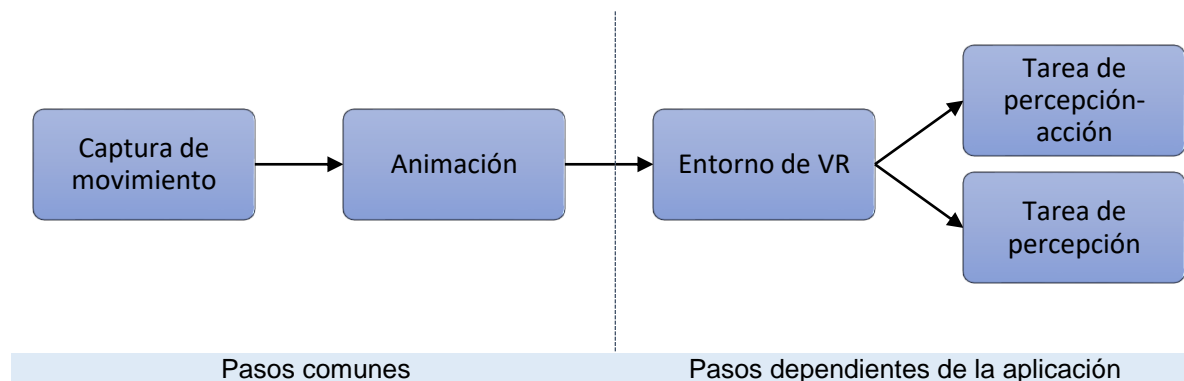 Captura de
movimiento
Animación
Entorno de VR
Tarea de
percepción-
acción
Tarea de
percepción
Pasos comunes
Pasos dependientes de la aplicación